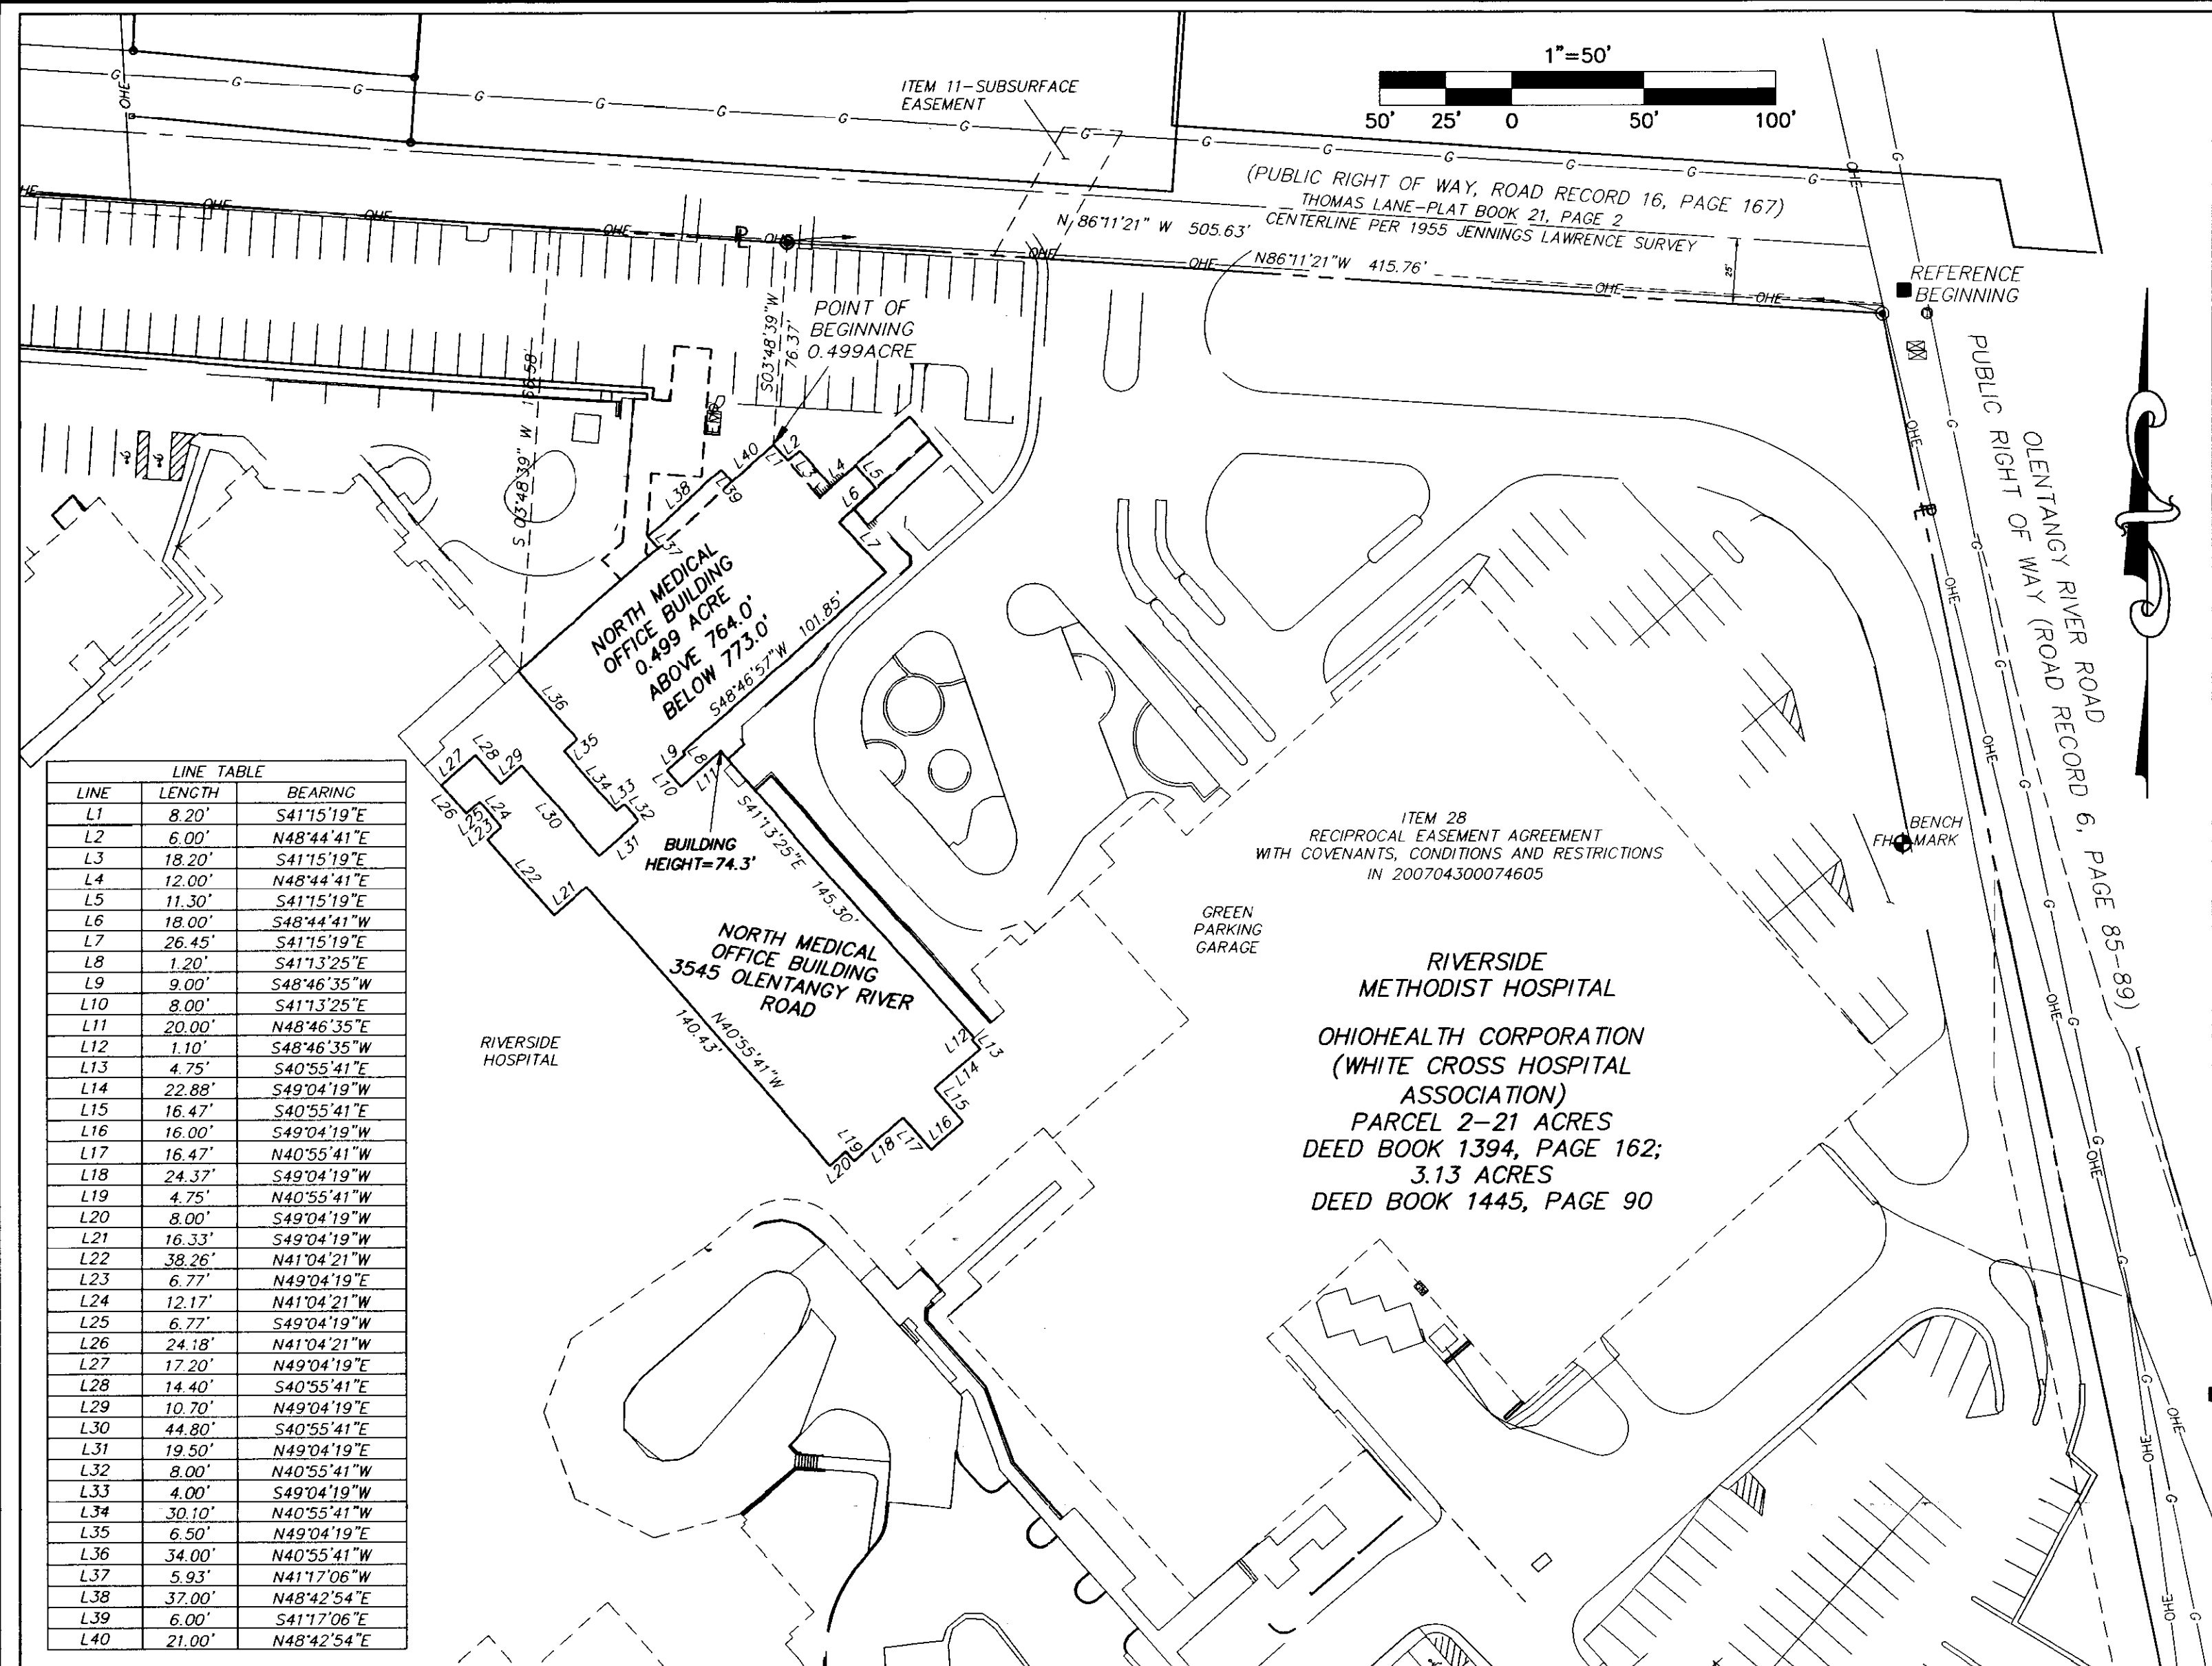 1"=50'
50' 25' 0 50' 100'
ITEM 11-SUBSURFACE
EASEMENT
(PUBLIC RIGHT OF WAY, ROAD RECORD 16, PAGE 167)
THOMAS LANE-PLAT BOOK 21, PAGE 2
N 86°11'21" W 505.63' CENTERLINE PER 1955 JENNINGS LAWRENCE SURVEY
N86°11'21"W 415.76'
25'
REFERENCE
BEGINNING
POINT OF
BEGINNING
0.499ACRE
S03°48'39"W
76.37'
S 03°48'39" W
OLENTANGY RIVER ROAD
PUBLIC RIGHT OF WAY (ROAD RECORD 6, PAGE 85-89)
NORTH MEDICAL
OFFICE BUILDING
0.499 ACRE
ABOVE 764.0'
BELOW 773.0'
S48°46'57"W 101.85'
BUILDING
HEIGHT=74.3'
S41°13'25"E 145.30'
NORTH MEDICAL
OFFICE BUILDING
3545 OLENTANGY RIVER
ROAD
N40°55'41"W
140.43'
RIVERSIDE
HOSPITAL
ITEM 28
RECIPROCAL EASEMENT AGREEMENT
WITH COVENANTS, CONDITIONS AND RESTRICTIONS
IN 200704300074605
GREEN
PARKING
GARAGE
BENCH
FH MARK
RIVERSIDE
METHODIST HOSPITAL
OHIOHEALTH CORPORATION
(WHITE CROSS HOSPITAL
ASSOCIATION)
PARCEL 2-21 ACRES
DEED BOOK 1394, PAGE 162;
3.13 ACRES
DEED BOOK 1445, PAGE 90
LINE TABLE
LINE LENGTH BEARING
L1 8.20' S41°15'19"E
L2 6.00' N48°44'41"E
L3 18.20' S41°15'19"E
L4 12.00' N48°44'41"E
L5 11.30' S41°15'19"E
L6 18.00' S48°44'41"W
L7 26.45' S41°15'19"E
L8 1.20' S41°13'25"E
L9 9.00' S48°46'35"W
L10 8.00' S41°13'25"E
L11 20.00' N48°46'35"E
L12 1.10' S48°46'35"W
L13 4.75' S40°55'41"E
L14 22.88' S49°04'19"W
L15 16.47' S40°55'41"E
L16 16.00' S49°04'19"W
L17 16.47' N40°55'41"W
L18 24.37' S49°04'19"W
L19 4.75' N40°55'41"W
L20 8.00' S49°04'19"W
L21 16.33' S49°04'19"W
L22 38.26' N41°04'21"W
L23 6.77' N49°04'19"E
L24 12.17' N41°04'21"W
L25 6.77' S49°04'19"W
L26 24.18' N41°04'21"W
L27 17.20' N49°04'19"E
L28 14.40' S40°55'41"E
L29 10.70' N49°04'19"E
L30 44.80' S40°55'41"E
L31 19.50' N49°04'19"E
L32 8.00' N40°55'41"W
L33 4.00' S49°04'19"W
L34 30.10' N40°55'41"W
L35 6.50' N49°04'19"E
L36 34.00' N40°55'41"W
L37 5.93' N41°17'06"W
L38 37.00' N48°42'54"E
L39 6.00' S41°17'06"E
L40 21.00' N48°42'54"E